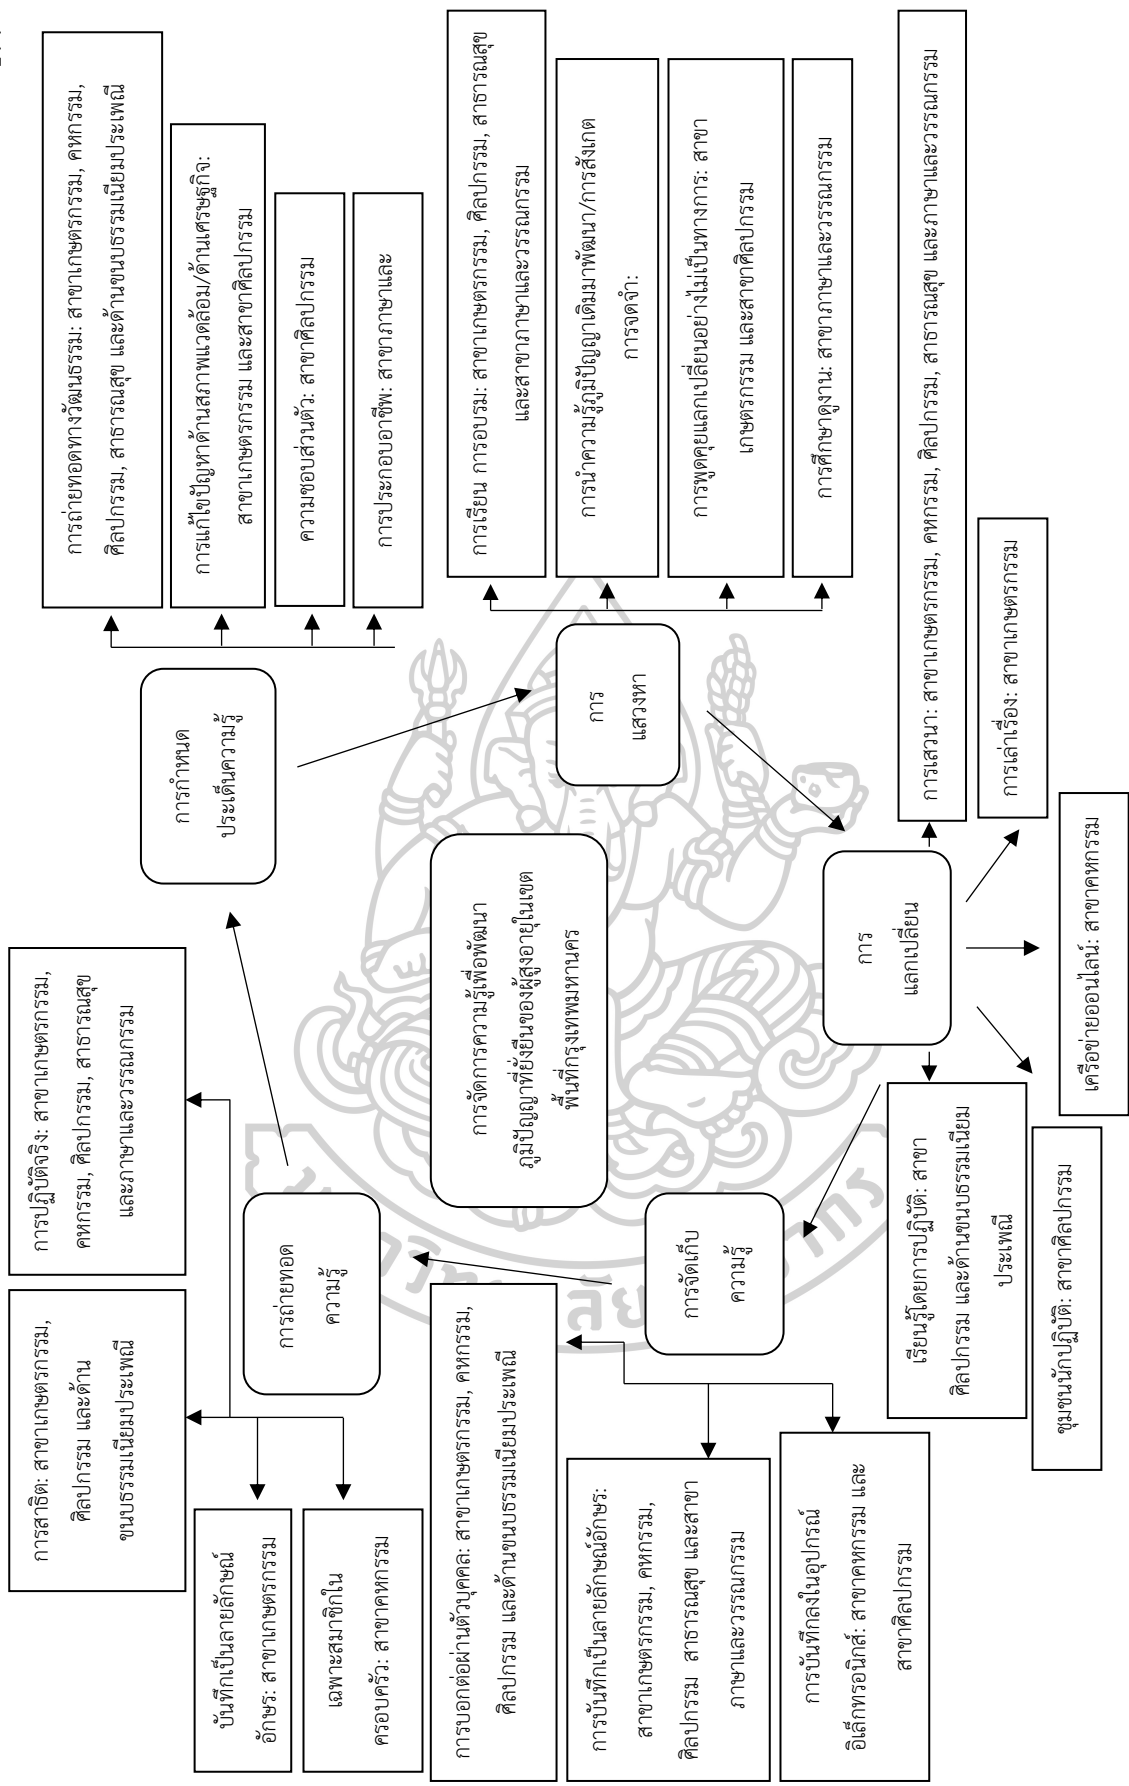 การถ่ายทอดทางวัฒนธรรม: สาขาเกษตรกรรม, คหกรรม,
ศิลปกรรม, สาธารณสุข และด้านขนบธรรมเนียมประเพณี
การแก้ไขปัญหาด้านสภาพแวดล้อม/ด้านเศรษฐกิจ:
สาขาเกษตรกรรม และสาขาศิลปกรรม
ความชอบส่วนตัว: สาขาศิลปกรรม
การประกอบอาชีพ: สาขาภาษาและ
การกำหนด
ประเด็นความรู้
การเรียน การอบรม: สาขาเกษตรกรรม, ศิลปกรรม, สาธารณสุข
และสาขาภาษาและวรรณกรรม
การนำความรู้ภูมิปัญญาเดิมมาพัฒนา/การสังเกต
การจดจำ:
การพูดคุยแลกเปลี่ยนอย่างไม่เป็นทางการ: สาขา
เกษตรกรรม และสาขาศิลปกรรม
การศึกษาดูงาน: สาขาภาษาและวรรณกรรม
การ
แสวงหา
การเสวนา: สาขาเกษตรกรรม, คหกรรม, ศิลปกรรม, สาธารณสุข และภาษาและวรรณกรรม
การเล่าเรื่อง: สาขาเกษตรกรรม
เครือข่ายออนไลน์: สาขาคหกรรม
การ
แลกเปลี่ยน
เรียนรู้โดยการปฏิบัติ: สาขา
ศิลปกรรม และด้านขนบธรรมเนียม
ประเพณี
ชุมชนนักปฏิบัติ: สาขาศิลปกรรม
การจัดการความรู้เพื่อพัฒนา
ภูมิปัญญาที่ยั่งยืนของผู้สูงอายุในเขต
พื้นที่กรุงเทพมหานคร
การจัดเก็บ
ความรู้
การบอกต่อผ่านตัวบุคคล: สาขาเกษตรกรรม, คหกรรม,
ศิลปกรรม และด้านขนบธรรมเนียมประเพณี
การบันทึกเป็นลายลักษณ์อักษร:
สาขาเกษตรกรรม, คหกรรม,
ศิลปกรรม สาธารณสุข และสาขา
ภาษาและวรรณกรรม
การบันทึกลงในอุปกรณ์
อิเล็กทรอนิกส์: สาขาคหกรรม และ
สาขาศิลปกรรม
การถ่ายทอด
ความรู้
การปฏิบัติจริง: สาขาเกษตรกรรม,
คหกรรม, ศิลปกรรม, สาธารณสุข
และภาษาและวรรณกรรม
การสาธิต: สาขาเกษตรกรรม,
ศิลปกรรม และด้าน
ขนบธรรมเนียมประเพณี
บันทึกเป็นลายลักษณ์
อักษร: สาขาเกษตรกรรม
เฉพาะสมาชิกใน
ครอบครัว: สาขาคหกรรม